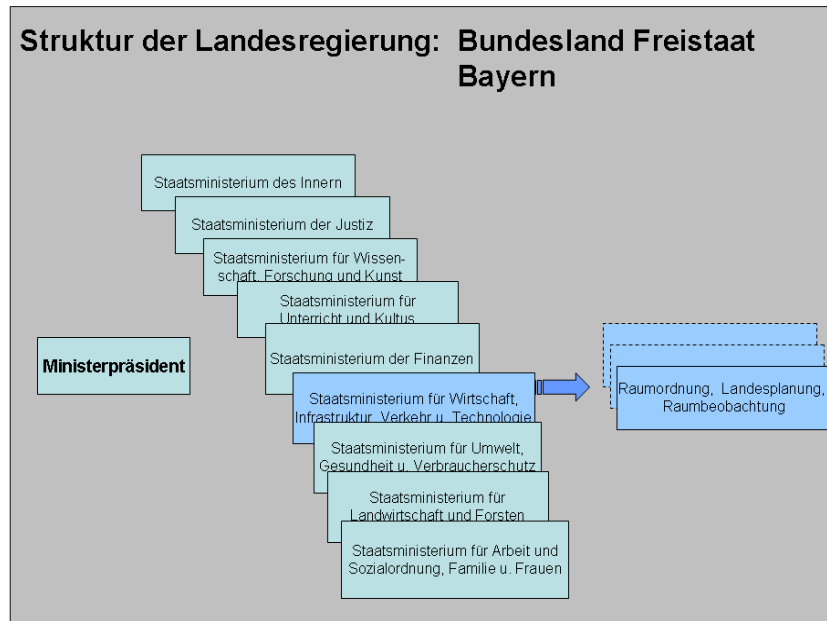 Struktur der Landesregierung: Bundesland Freistaat
Bayern
Staatsministerium des Innern
Staatsministerium der Justiz
Staatsministerium für Wissen-
schaft, Forschung und Kunst
Staatsministerium für
Unterricht und Kultus
Ministerpräsident
Staatsministerium der Finanzen
Staatsministerium für Wirtschaft,
Infrastruktur, Verkehr u. Technologie
Raumordnung, Landesplanung,
Raumbeobachtung
Staatsministerium für Umwelt,
Gesundheit u. Verbraucherschutz
Staatsministerium für
Landwirtschaft und Forsten
Staatsministerium für Arbeit und
Sozialordnung, Familie u. Frauen